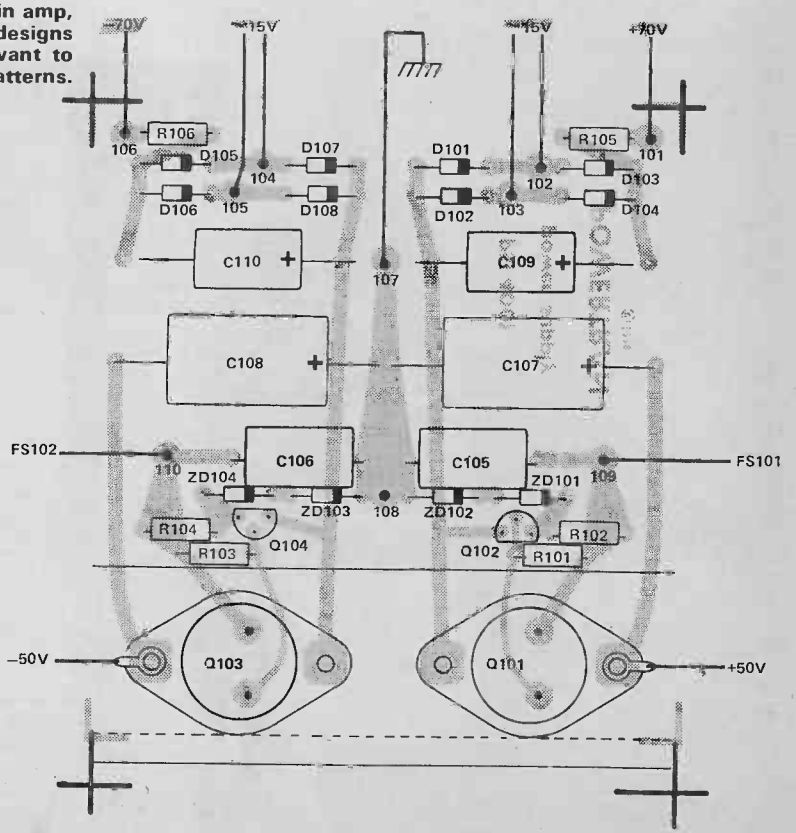 in amp,
designs
want to
atterns.
−70V
15V
15V
+70V
R106
106
D105
D107
D101
R105
101
104
102
D103
D106
105
D108
D102
103
D104
C110 +
107
C109 +
C108 +
C107 +
FS102
110
C106
C105
109
FS101
ZD104
ZD103
108
ZD102
ZD101
R104
Q104
Q102
R102
R103
R101
−50V
Q103
Q101
+50V